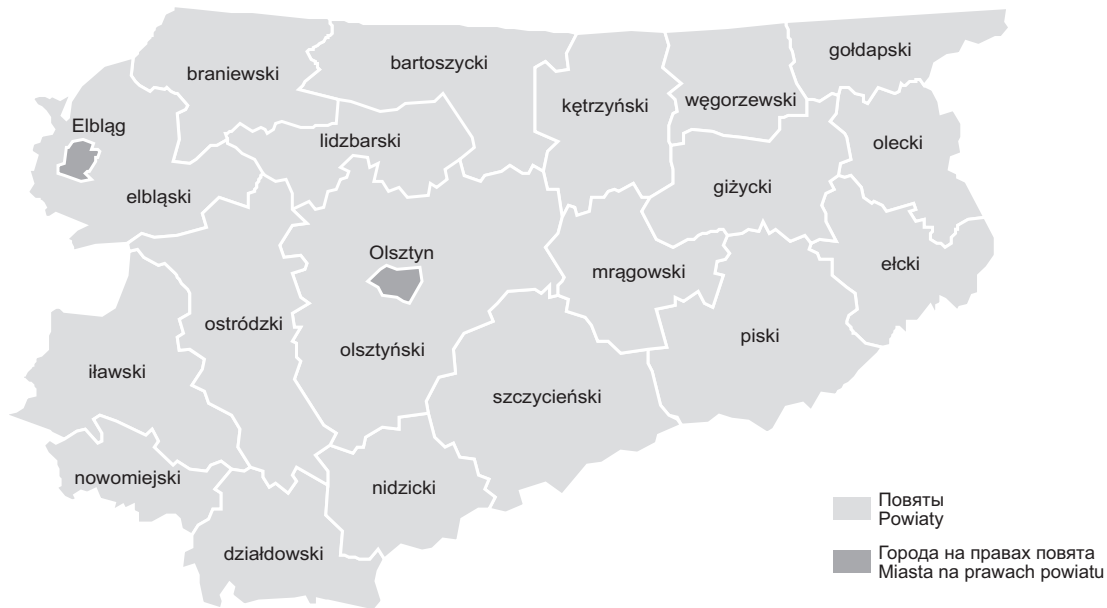 gołdapski
bartoszycki
braniewski
kętrzyński
węgorzewski
Elbląg
lidzbarski
olecki
giżycki
elbląski
Olsztyn
ełcki
mrągowski
ostródzki
piski
olsztyński
iławski
szczycieński
nowomiejski
nidzicki
działdowski
Повяты
Powiaty
Города на правах повята
Miasta na prawach powiatu